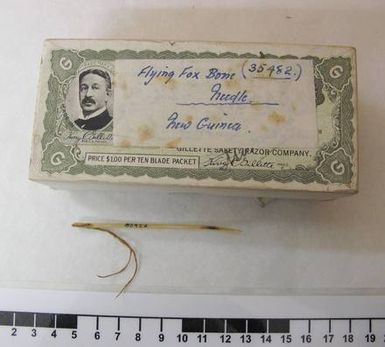 Flying Fox Bone (35482.)
Needle.
New Guinea.
GILLETTE SAFETY RAZOR COMPANY.
PRICE $1.00 PER TEN BLADE PACKET
King C Gillette
King C Gillette
G
G
G
G
1 2 3 4 5 6 7 8 9 10 11 12 13 14 15 16 17 18 19